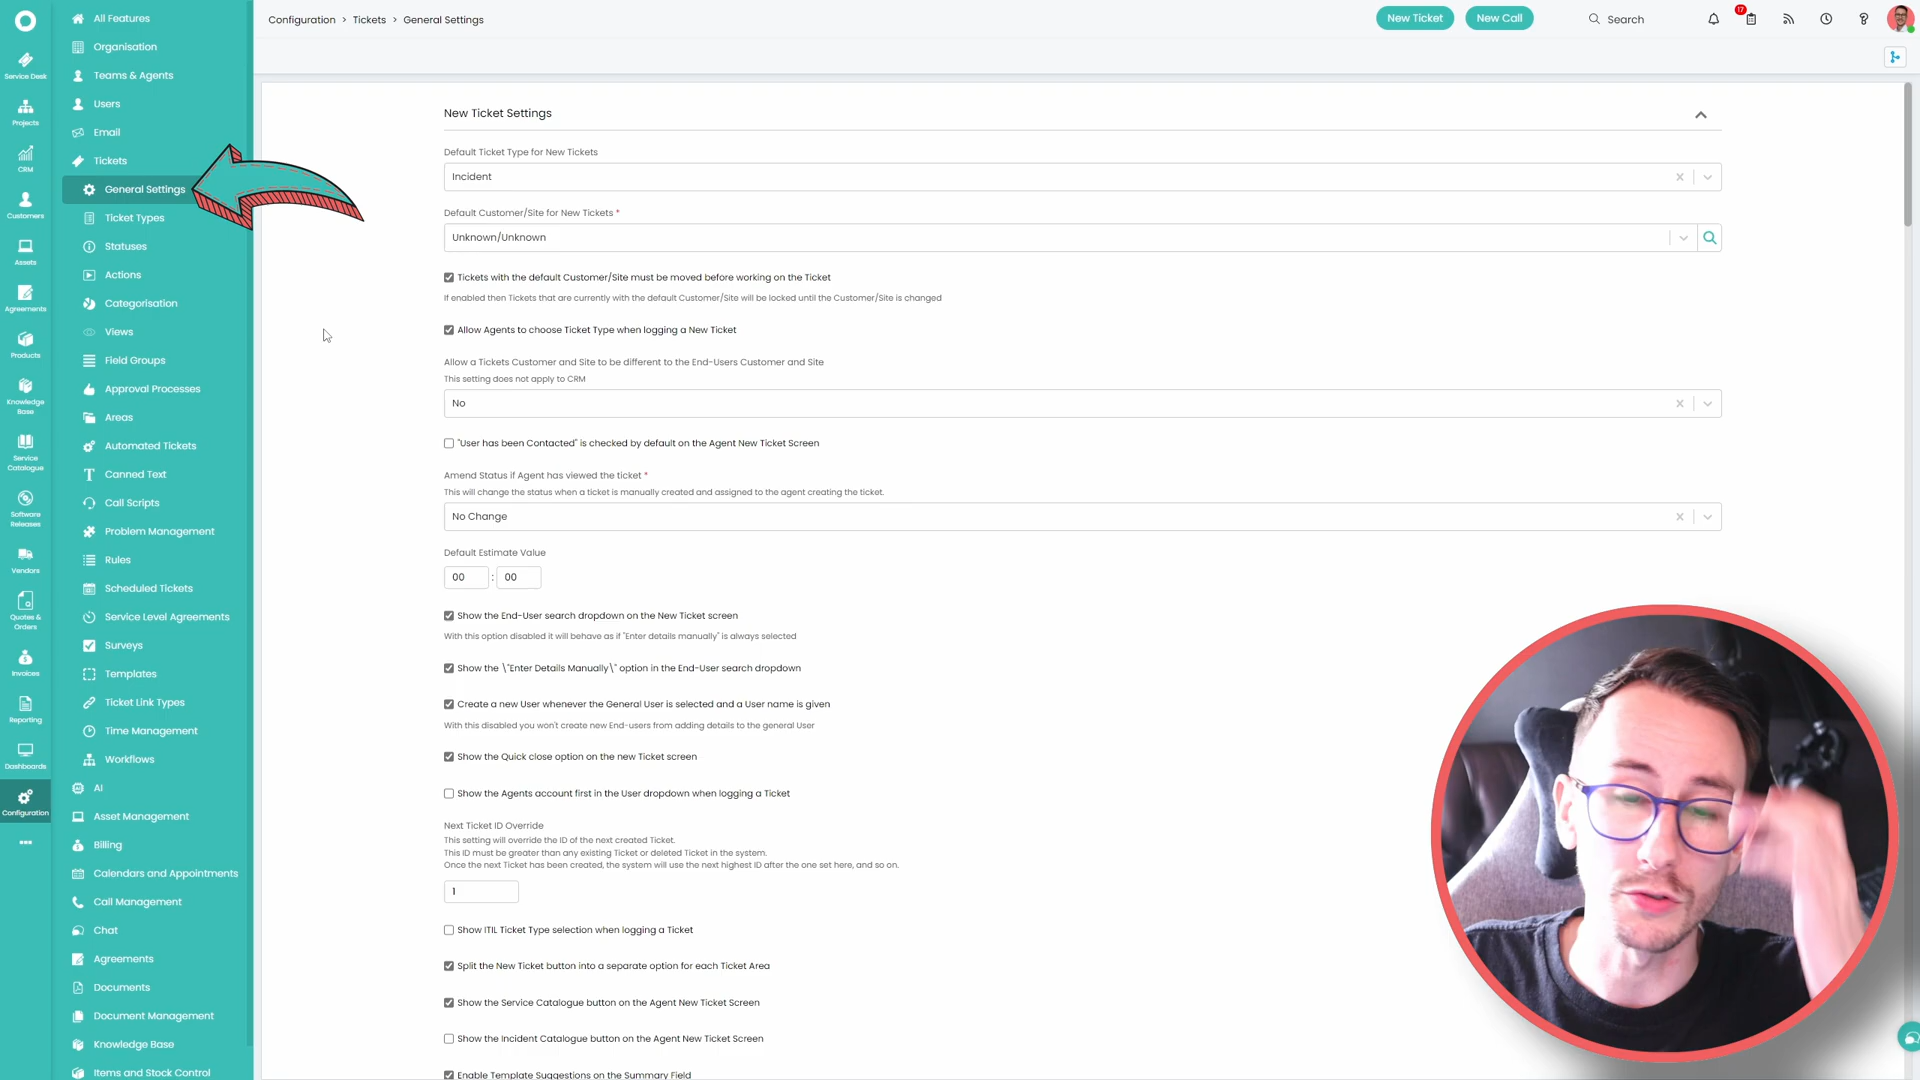 Configuration > Tickets > General Settings
New Ticket
New Call
Search
17
Service Desk
Projects
CRM
Customers
Assets
Agreements
Products
Knowledge
Base
Service
Catalogue
Software
Releases
Vendors
Quotes &
Orders
Invoices
Reporting
Dashboards
Configuration
All Features
Organisation
Teams & Agents
Users
Email
Tickets
General Settings
Ticket Types
Statuses
Actions
Categorisation
Views
Field Groups
Approval Processes
Areas
Automated Tickets
Canned Text
Call Scripts
Problem Management
Rules
Scheduled Tickets
Service Level Agreements
Surveys
Templates
Ticket Link Types
Time Management
Workflows
AI
Asset Management
Billing
Calendars and Appointments
Call Management
Chat
Agreements
Documents
Document Management
Knowledge Base
Items and Stock Control
New Ticket Settings
Default Ticket Type for New Tickets
Incident
Default Customer/Site for New Tickets *
Unknown/Unknown
Tickets with the default Customer/Site must be moved before working on the Ticket
If enabled then Tickets that are currently with the default Customer/Site will be locked until the Customer/Site is changed
Allow Agents to choose Ticket Type when logging a New Ticket
Allow a Tickets Customer and Site to be different to the End-Users Customer and Site
This setting does not apply to CRM
No
"User has been Contacted" is checked by default on the Agent New Ticket Screen
Amend Status if Agent has viewed the ticket *
This will change the status when a ticket is manually created and assigned to the agent creating the ticket.
No Change
Default Estimate Value
00 : 00
Show the End-User search dropdown on the New Ticket screen
With this option disabled it will behave as if "Enter details manually" is always selected
Show the \"Enter Details Manually\" option in the End-User search dropdown
Create a new User whenever the General User is selected and a User name is given
With this disabled you won't create new End-users from adding details to the general User
Show the Quick close option on the new Ticket screen
Show the Agents account first in the User dropdown when logging a Ticket
Next Ticket ID Override
This setting will override the ID of the next created Ticket.
This ID must be greater than any existing Ticket or deleted Ticket in the system.
Once the next Ticket has been created, the system will use the next highest ID after the one set here, and so on.
1
Show ITIL Ticket Type selection when logging a Ticket
Split the New Ticket button into a separate option for each Ticket Area
Show the Service Catalogue button on the Agent New Ticket Screen
Show the Incident Catalogue button on the Agent New Ticket Screen
Enable Template Suggestions on the Summary Field